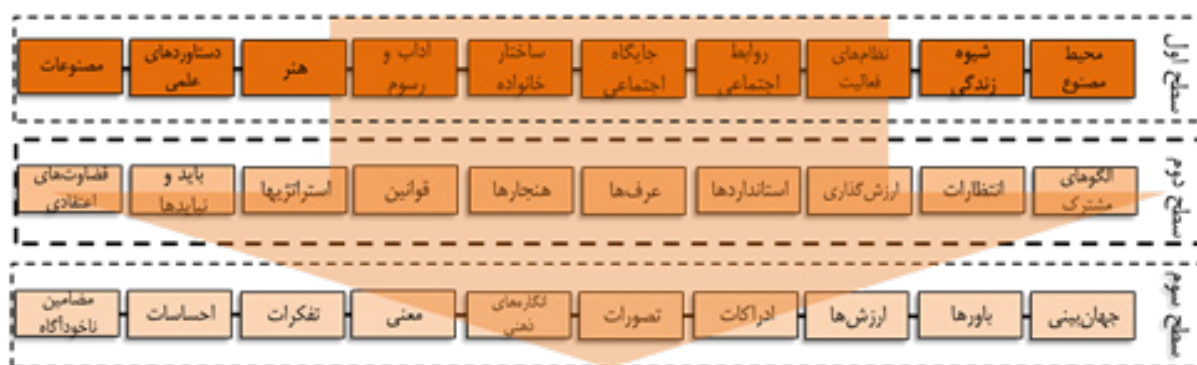 سطح اول
محیط
مصنوع
شیوه
زندگی
نظام‌های
فعالیت
روابط
اجتماعی
جایگاه
اجتماعی
ساختار
خانواده
آداب و
رسوم
هنر
دستاوردهای
علمی
مصنوعات
سطح دوم
الگوهای
مشترک
انتظارات
ارزش‌گذاری
استانداردها
عرف‌ها
هنجارها
قوانین
استراتژیها
باید و
نبایدها
قضاوت‌های
اعتقادی
سطح سوم
جهان‌بینی
باورها
ارزش‌ها
ادراکات
تصورات
انگاره‌های
ذهنی
معنی
تفکرات
احساسات
مضامین
ناخودآگاه